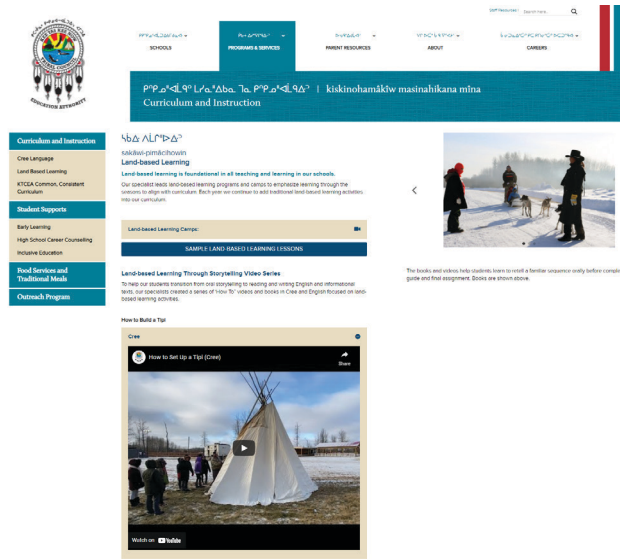 Staff Resources
Search here...
SCHOOLS
PROGRAMS & SERVICES
PARENT RESOURCES
ABOUT
CAREERS
EDUCATION AUTHORITY
| kiskinohamâkîw masinahikana mîna
Curriculum and Instruction
Curriculum and Instruction
Cree Language
Land Based Learning
KTCEA Common, Consistent
Curriculum
Student Supports
Early Learning
High School Career Counselling
Inclusive Education
Food Services and
Traditional Meals
Outreach Program
sakâwi-pimâcihowin
Land-based Learning
Land-based learning is foundational in all teaching and learning in our schools.
Our specialist leads land-based learning programs and camps to emphasize learning through the
seasons to align with curriculum. Each year we continue to add traditional land-based learning activities
into our curriculum.
Land-based Learning Camps:
SAMPLE LAND BASED LEARNING LESSONS
Land-based Learning Through Storytelling Video Series
To help our students transition from oral storytelling to reading and writing English and informational
texts, our specialists created a series of "How To" videos and books in Cree and English focused on land-
based learning activities.
How to Build a Tipi
Cree
How to Set Up a Tipi (Cree)
Share
Watch on YouTube
The books and videos help students learn to retell a familiar sequence orally before comple
guide and final assignment. Books are shown above.